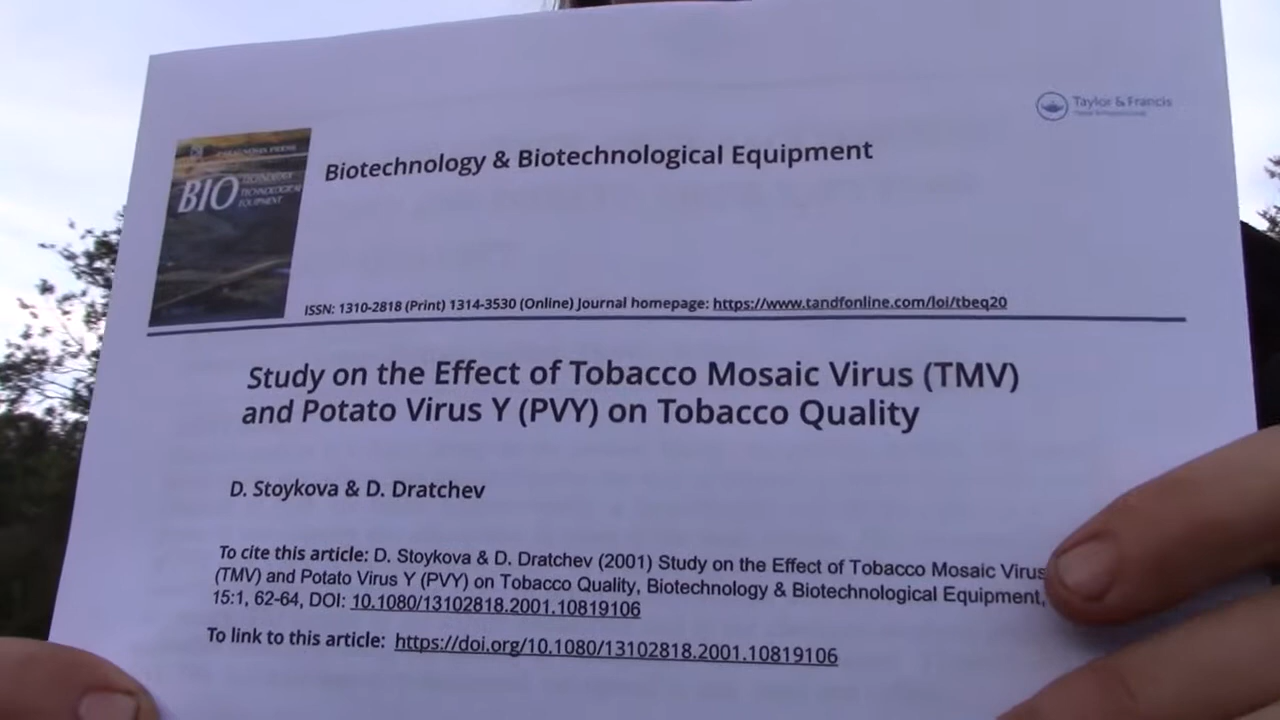 Taylor & Francis
BIO TECHNOLOGY
TECHNOLOGICAL
EQUIPMENT
Biotechnology & Biotechnological Equipment
ISSN: 1310-2818 (Print) 1314-3530 (Online) Journal homepage: https://www.tandfonline.com/loi/tbeq20
Study on the Effect of Tobacco Mosaic Virus (TMV)
and Potato Virus Y (PVY) on Tobacco Quality
D. Stoykova & D. Dratchev
To cite this article: D. Stoykova & D. Dratchev (2001) Study on the Effect of Tobacco Mosaic Virus
(TMV) and Potato Virus Y (PVY) on Tobacco Quality, Biotechnology & Biotechnological Equipment,
15:1, 62-64, DOI: 10.1080/13102818.2001.10819106
To link to this article: https://doi.org/10.1080/13102818.2001.10819106